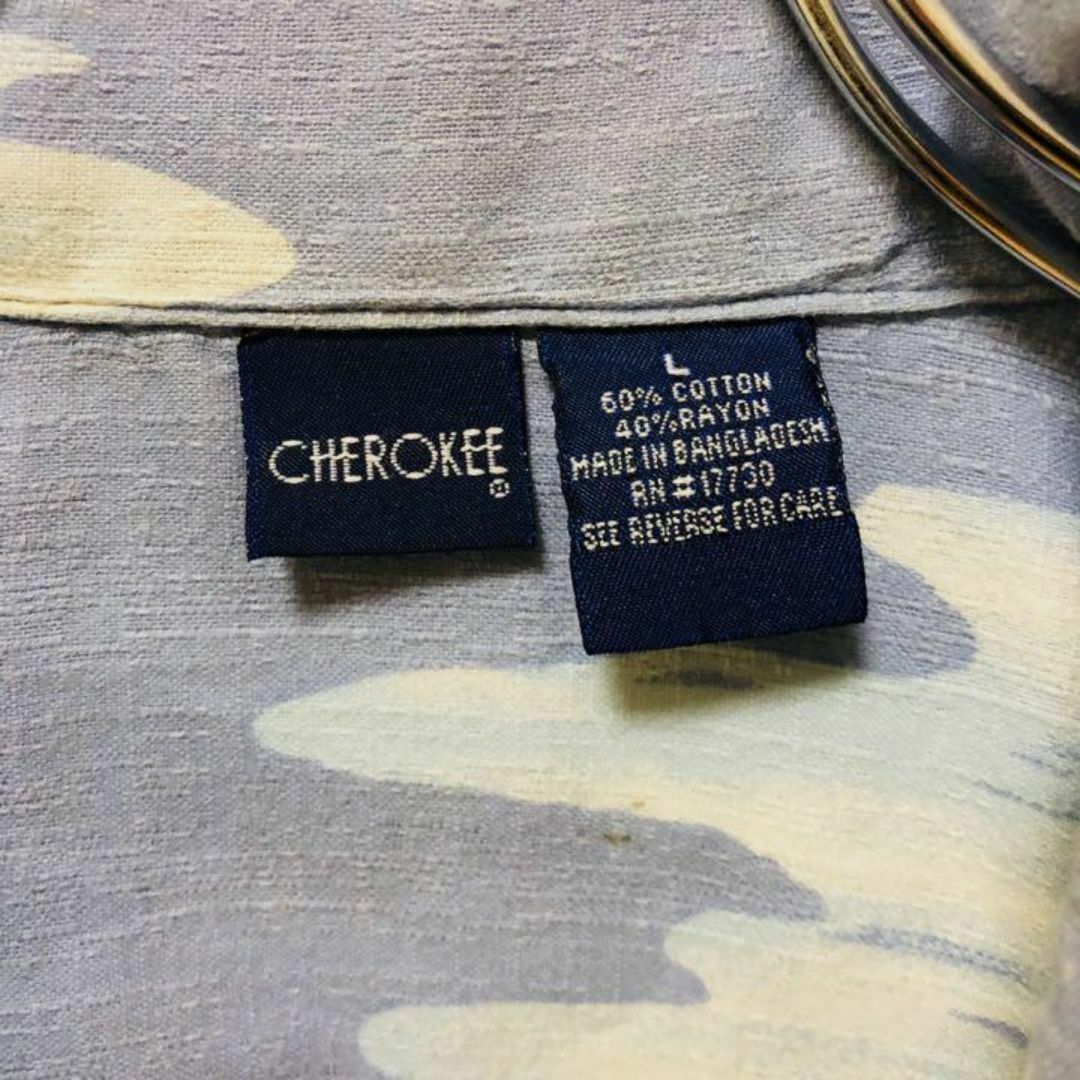 CHEROKEE
L
60% COTTON
40% RAYON
MADE IN BANGLADESH
RN # 17730
SEE REVERSE FOR CARE